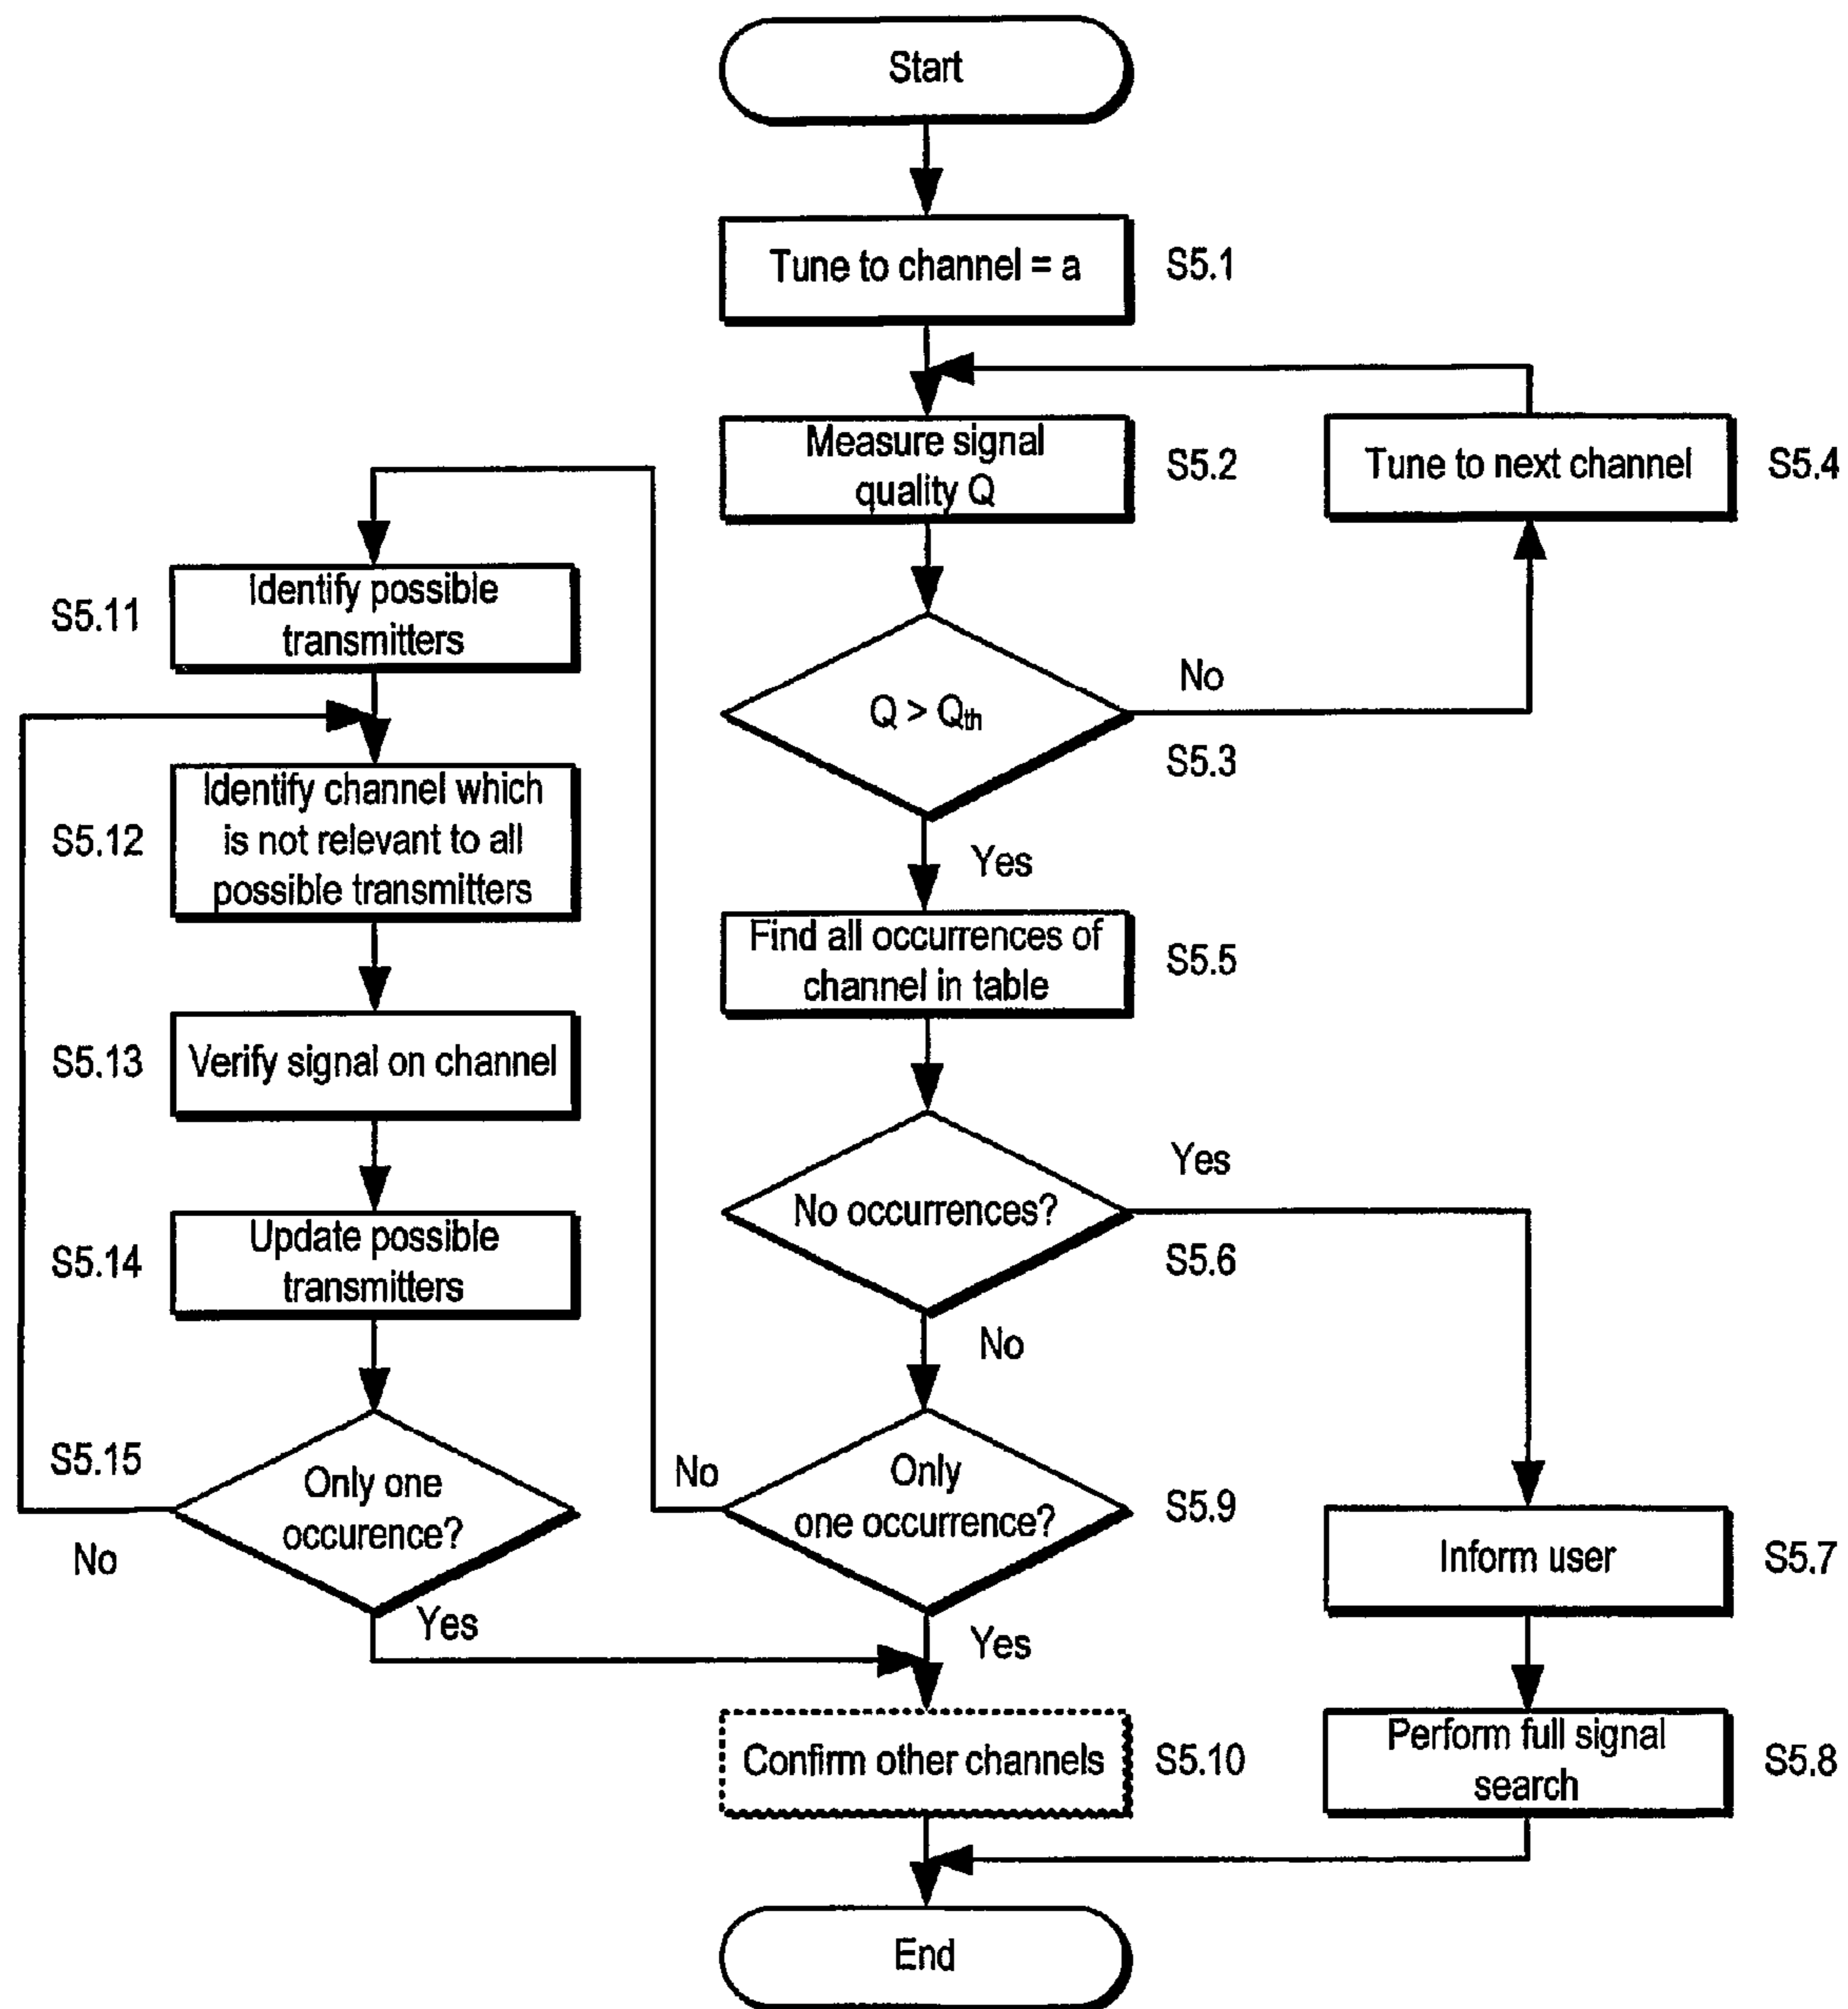 Start
Tune to channel = a
S5.1
Measure signal
quality Q
S5.2
Tune to next channel
S5.4
Q > Qth
No
S5.3
Yes
Find all occurrences of
channel in table
S5.5
No occurrences?
Yes
S5.6
No
Only
one occurrence?
No
S5.9
Yes
Inform user
S5.7
Perform full signal
search
S5.8
Confirm other channels
S5.10
End
S5.11
Identify possible
transmitters
S5.12
Identify channel which
is not relevant to all
possible transmitters
S5.13
Verify signal on channel
S5.14
Update possible
transmitters
S5.15
Only one
occurence?
No
Yes